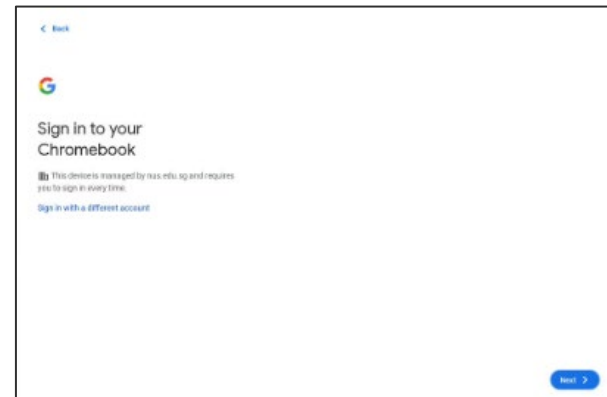 Back
Sign in to your
Chromebook
This device is managed by nus.edu.sg and requires
you to sign in every time.
Sign in with a different account
Next